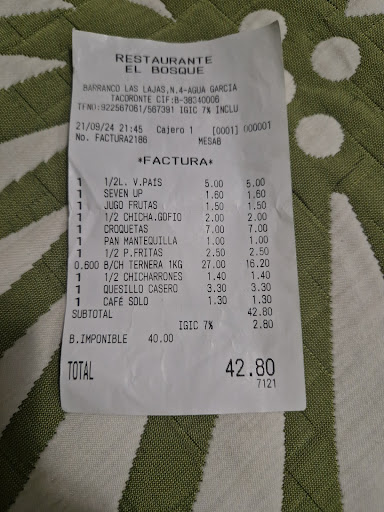 RESTAURANTE
EL BOSQUE
BARRANCO LAS LAJAS,N.4-AGUA GARCIA
TACORONTE CIF:B-38240006
TFNO:922567061/567391 IGIC 7% INCLU
21/09/24 21:45 Cajero 1 [0001] 000001
No. FACTURA2186 MESA8
*FACTURA*
1 1/2L. V.PAIS 5.00 5.00
1 SEVEN UP 1.60 1.60
1 JUGO FRUTAS 1.50 1.50
1 1/2 CHICHA.GOFIO 2.00 2.00
1 CROQUETAS 7.00 7.00
1 PAN MANTEQUILLA 1.00 1.00
1 1/2 P.FRITAS 2.50 2.50
0.600 B/CH TERNERA 1KG 27.00 16.20
1 1/2 CHICHARRONES 1.40 1.40
1 QUESILLO CASERO 3.30 3.30
1 CAFÉ SOLO 1.30 1.30
SUBTOTAL 42.80
IGIC 7% 2.80
B.IMPONIBLE 40.00
TOTAL 42.80
7121